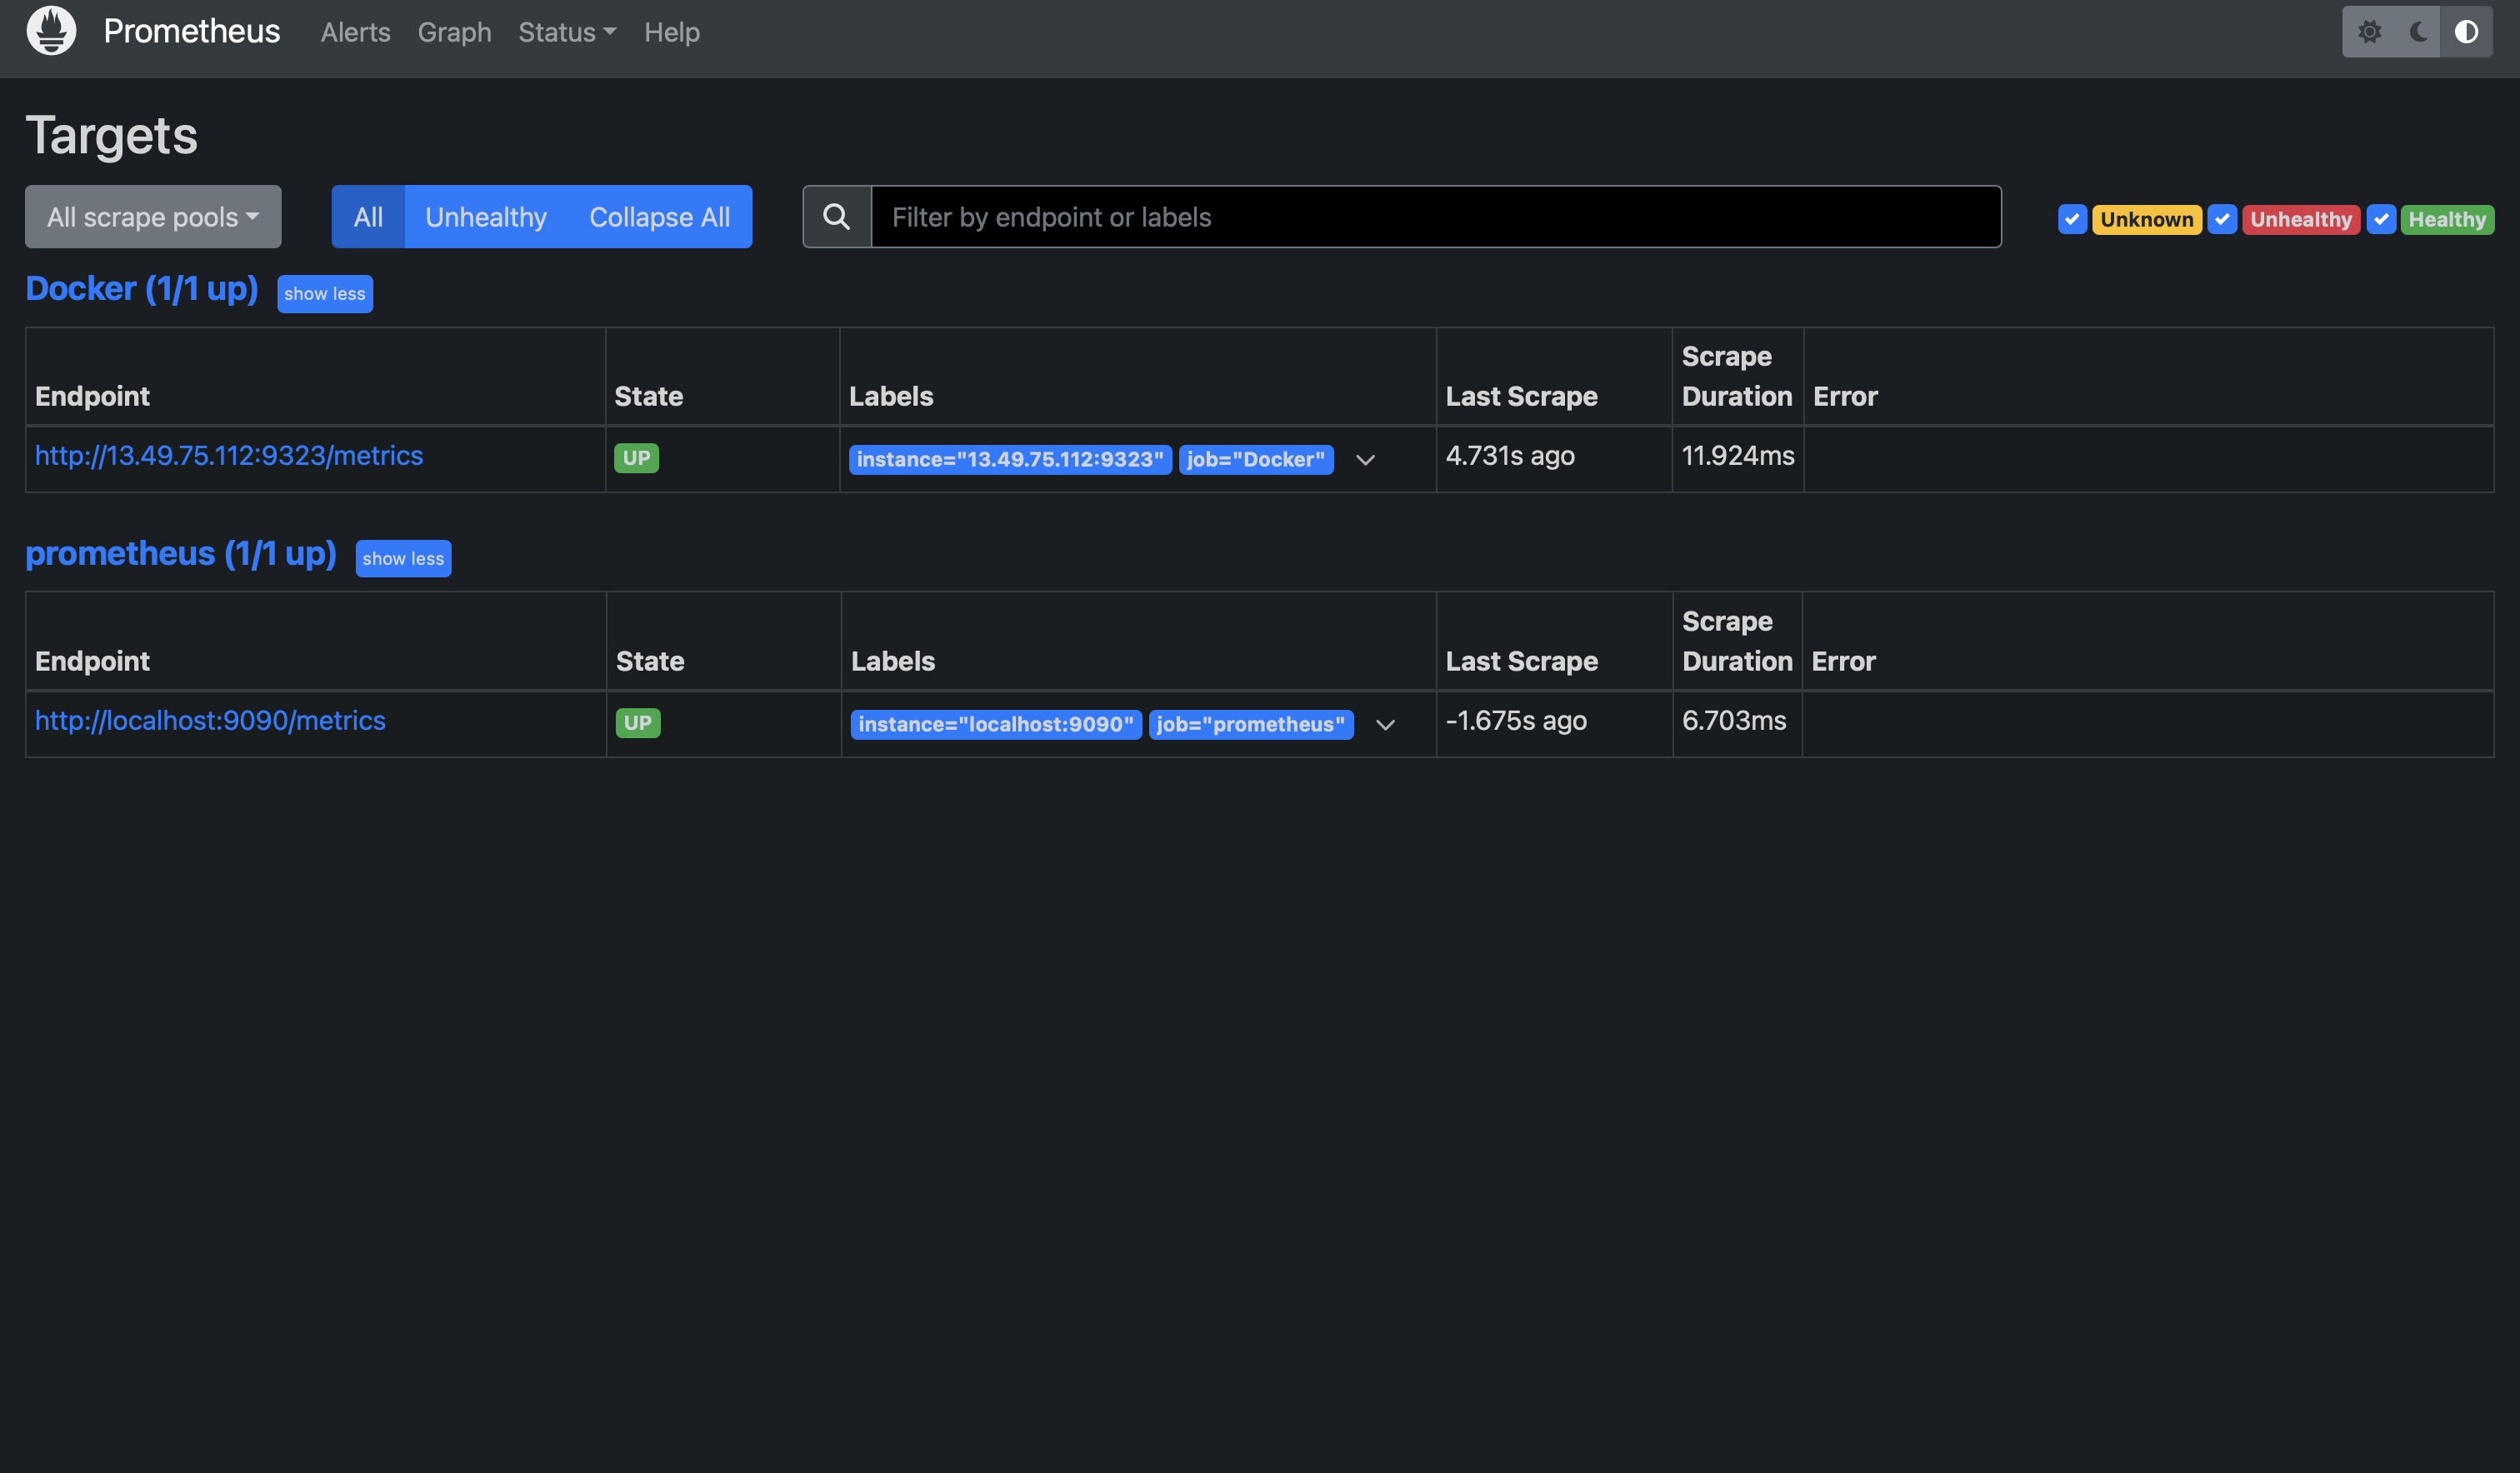 Prometheus Alerts Graph Status Help
Targets
All scrape pools All Unhealthy Collapse All Filter by endpoint or labels Unknown Unhealthy Healthy
Docker (1/1 up) show less
Endpoint State Labels Last Scrape Scrape Duration Error
http://13.49.75.112:9323/metrics UP instance="13.49.75.112:9323" job="Docker" 4.731s ago 11.924ms
prometheus (1/1 up) show less
Endpoint State Labels Last Scrape Scrape Duration Error
http://localhost:9090/metrics UP instance="localhost:9090" job="prometheus" -1.675s ago 6.703ms